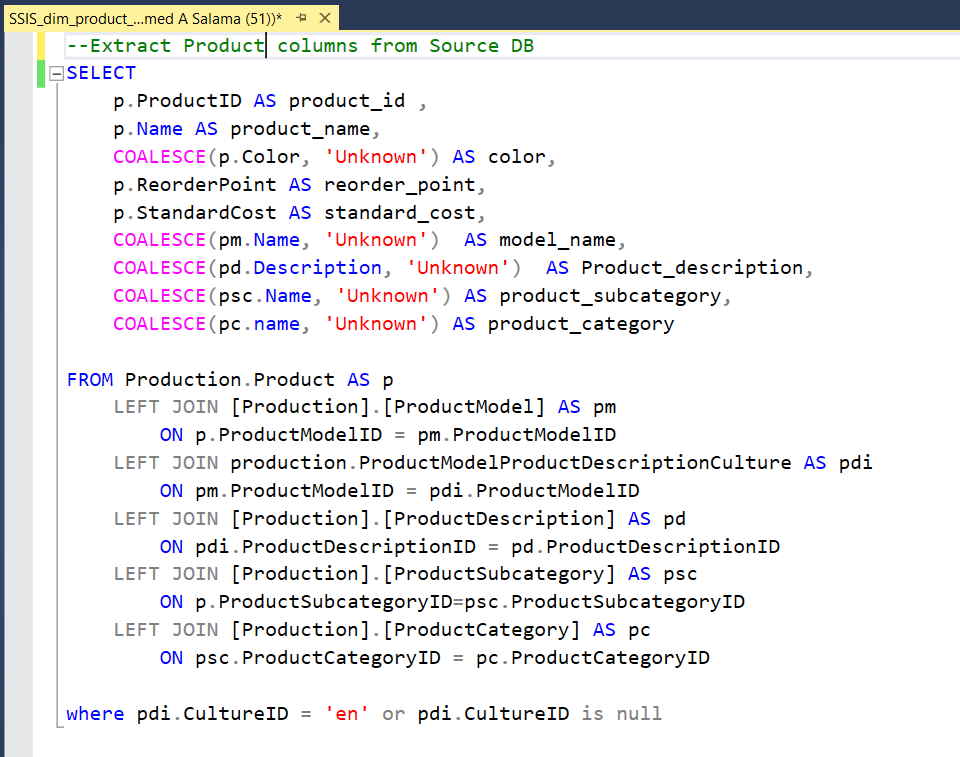 SSIS_dim_product_...med A Salama (51))*
--Extract Product columns from Source DB
SELECT
p.ProductID AS product_id ,
p.Name AS product_name,
COALESCE(p.Color, 'Unknown') AS color,
p.ReorderPoint AS reorder_point,
p.StandardCost AS standard_cost,
COALESCE(pm.Name, 'Unknown')  AS model_name,
COALESCE(pd.Description, 'Unknown')  AS Product_description,
COALESCE(psc.Name, 'Unknown') AS product_subcategory,
COALESCE(pc.name, 'Unknown') AS product_category
FROM Production.Product AS p
LEFT JOIN [Production].[ProductModel] AS pm
ON p.ProductModelID = pm.ProductModelID
LEFT JOIN production.ProductModelProductDescriptionCulture AS pdi
ON pm.ProductModelID = pdi.ProductModelID
LEFT JOIN [Production].[ProductDescription] AS pd
ON pdi.ProductDescriptionID = pd.ProductDescriptionID
LEFT JOIN [Production].[ProductSubcategory] AS psc
ON p.ProductSubcategoryID=psc.ProductSubcategoryID
LEFT JOIN [Production].[ProductCategory] AS pc
ON psc.ProductCategoryID = pc.ProductCategoryID
where pdi.CultureID = 'en' or pdi.CultureID is null